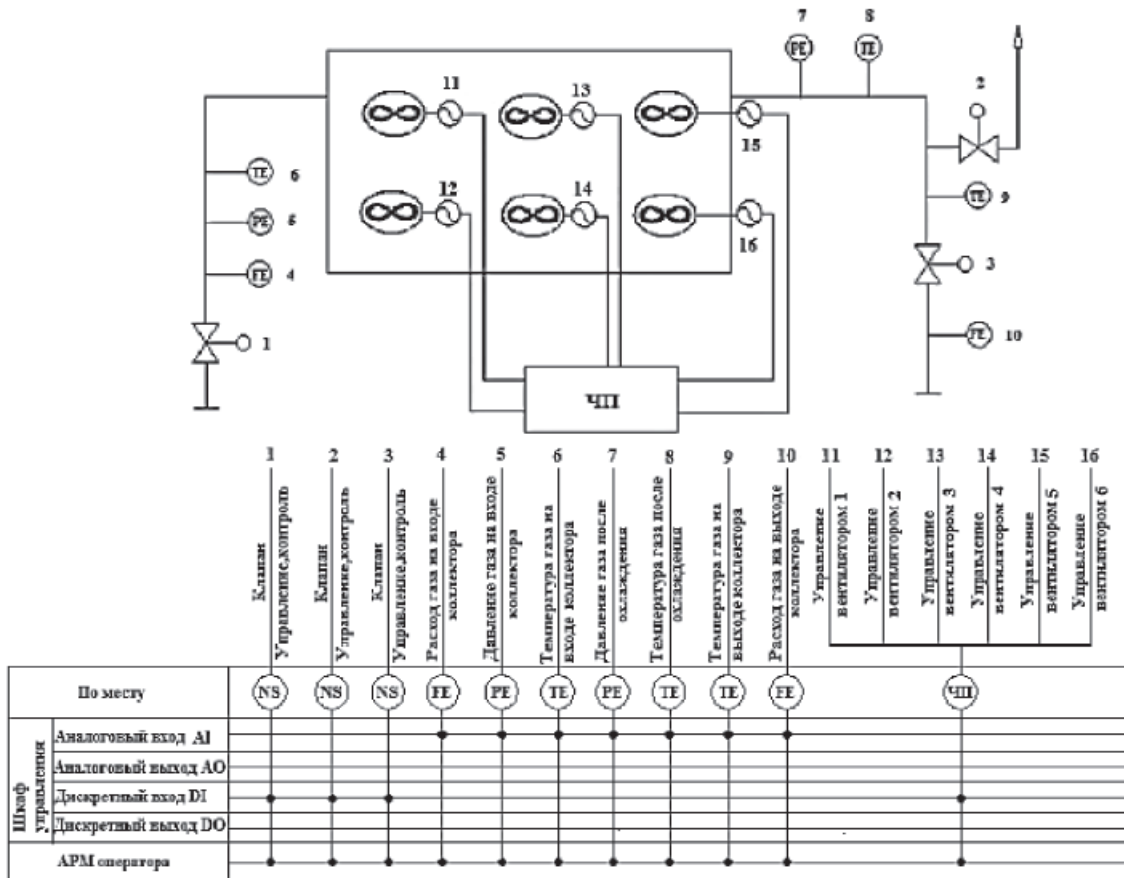 7 8
PE TE
2
11 13
15
TE 6
PE 5
FE 4
1
12 14
16
TE 9
3
FE 10
ЧП
1 2 3 4 5 6 7 8 9 10 11 12 13 14 15 16
Клапан
Управление,контроль
Клапан
Управление,контроль
Клапан
Управление,контроль
Расход газа на входе
коллектора
Давление газа на входе
коллектора
Температура газа на
входе коллектора
Давление газа после
охлаждения
Температура газа после
охлаждения
Температура газа на
выходе коллектора
Расход газа на выходе
коллектора
Управление
вентилятором 1
Управление
вентилятором 2
Управление
вентилятором 3
Управление
вентилятором 4
Управление
вентилятором 5
Управление
вентилятором 6
По месту
NS NS NS FE PE TE PE TE TE FE ЧП
Шкаф
управления
Аналоговый вход AI
Аналоговый выход AO
Дискретный вход DI
Дискретный выход DO
АРМ оператора